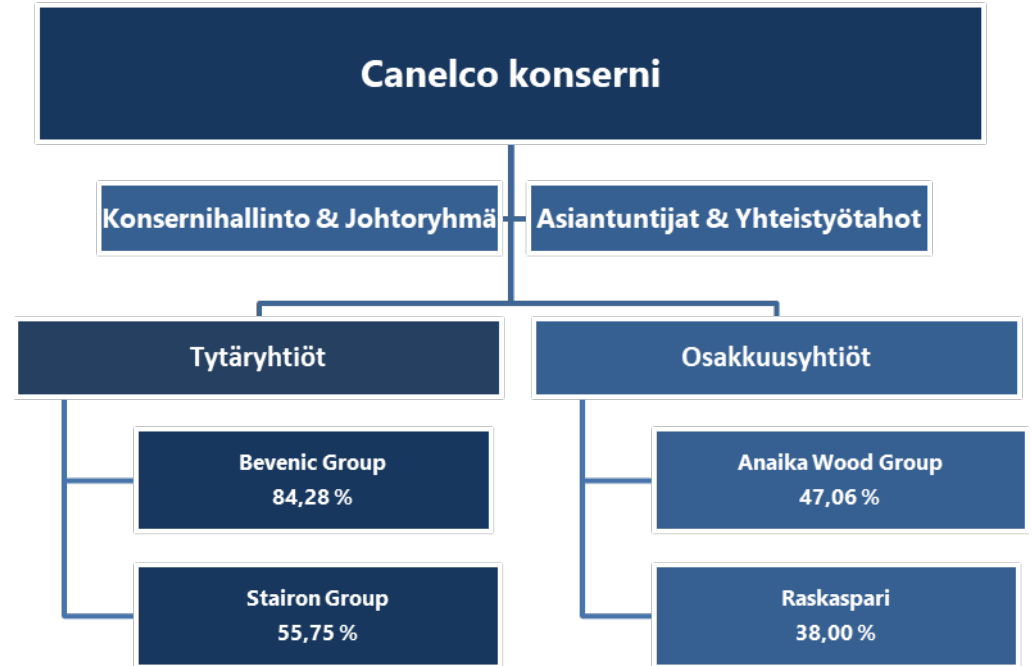 Canelco konserni
Konsernihallinto & Johtoryhmä
Asiantuntijat & Yhteistyötahot
Tytäryhtiöt
Osakkuusyhtiöt
Bevenic Group
84,28 %
Anaika Wood Group
47,06 %
Stairon Group
55,75 %
Raskaspari
38,00 %